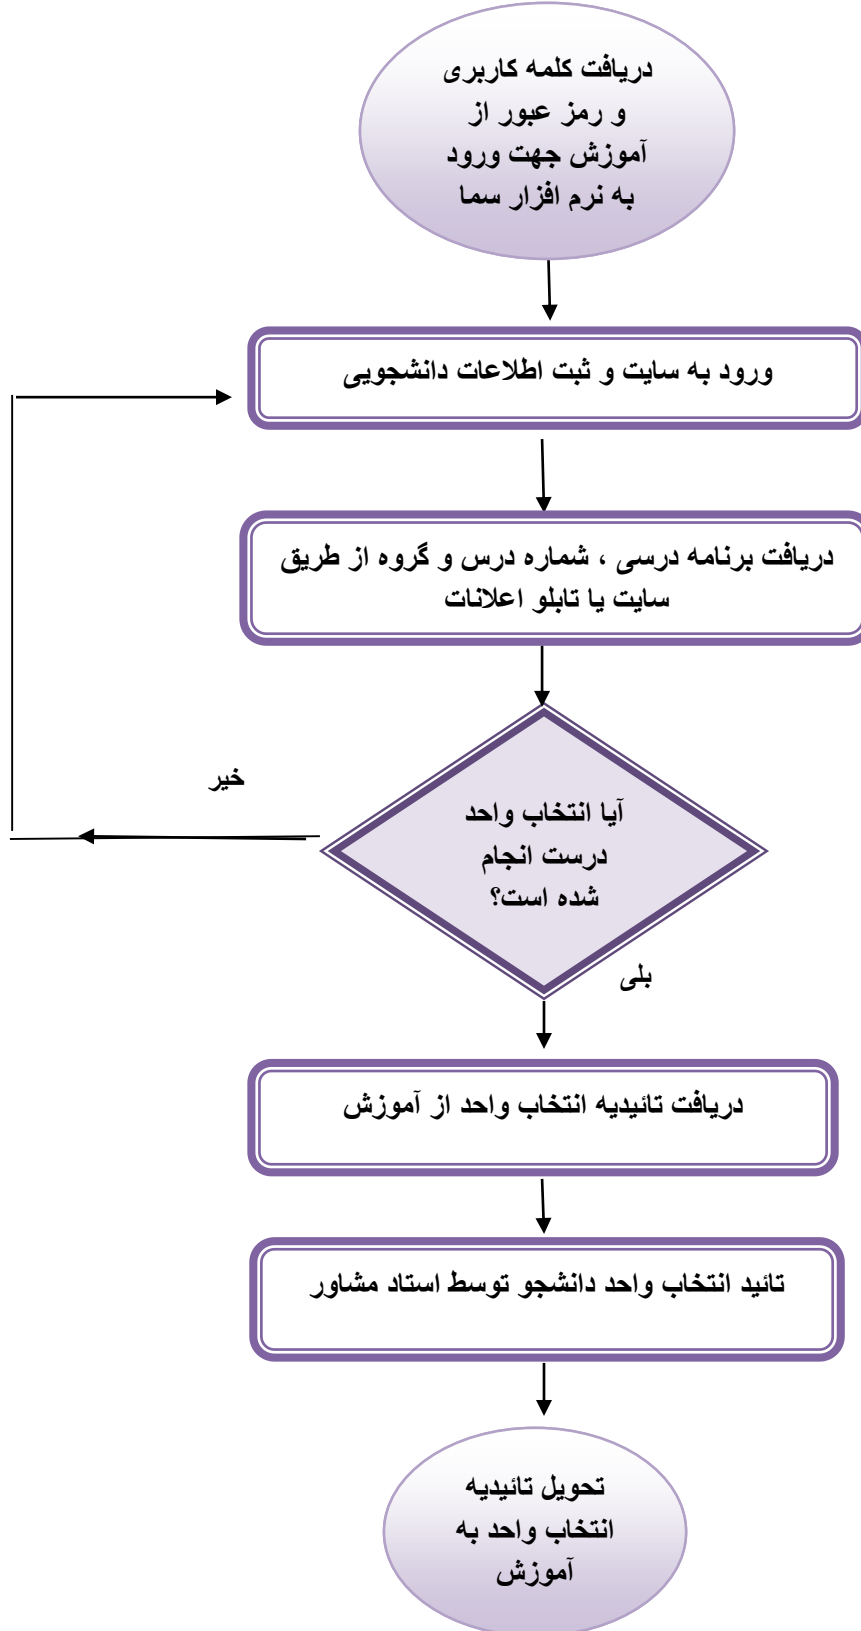 دریافت کلمه کاربری
و رمز عبور از
آموزش جهت ورود
به نرم افزار سما
ورود به سایت و ثبت اطلاعات دانشجویی
دریافت برنامه درسی ، شماره درس و گروه از طریق
سایت یا تابلو اعلانات
خیر
آیا انتخاب واحد
درست انجام
شده است؟
بلی
دریافت تائیدیه انتخاب واحد از آموزش
تائید انتخاب واحد دانشجو توسط استاد مشاور
تحویل تائیدیه
انتخاب واحد به
آموزش